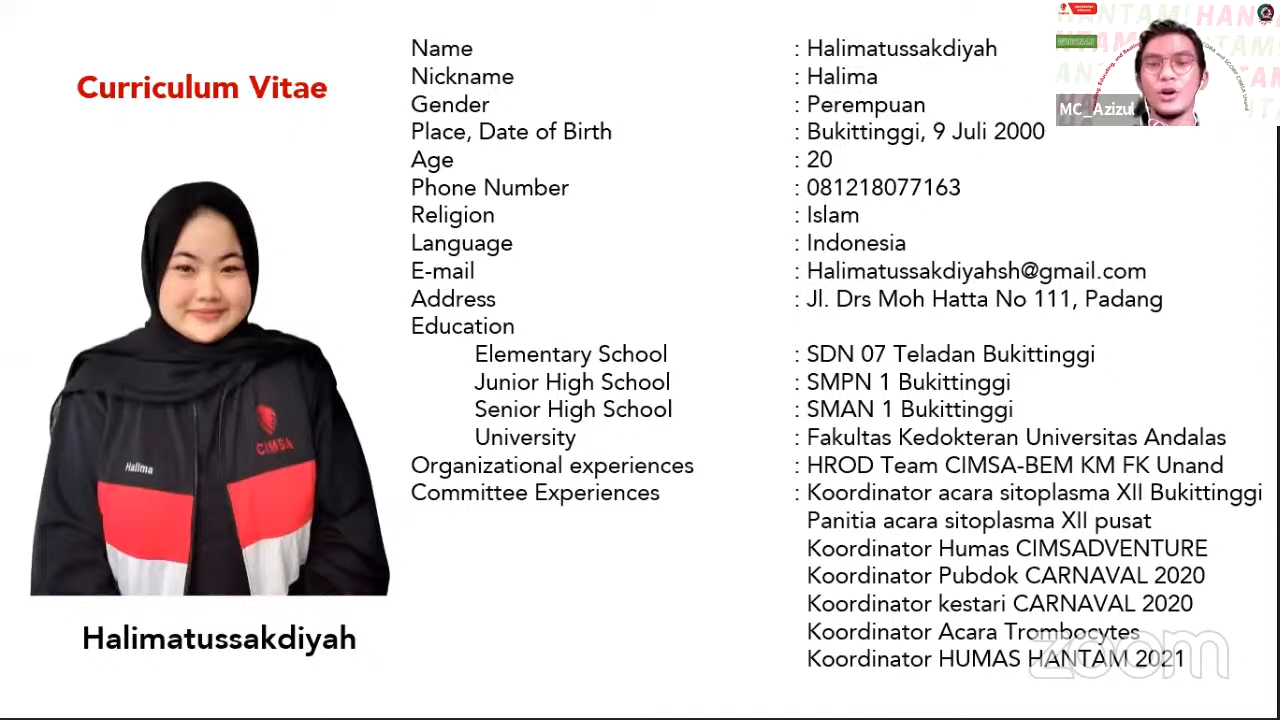 Curriculum Vitae
Name : Halimatussakdiyah
Nickname : Halima
Gender : Perempuan
Place, Date of Birth : Bukittinggi, 9 Juli 2000
Age : 20
Phone Number : 081218077163
Religion : Islam
Language : Indonesia
E-mail : Halimatussakdiyahsh@gmail.com
Address : Jl. Drs Moh Hatta No 111, Padang
Education
Elementary School : SDN 07 Teladan Bukittinggi
Junior High School : SMPN 1 Bukittinggi
Senior High School : SMAN 1 Bukittinggi
University : Fakultas Kedokteran Universitas Andalas
Organizational experiences : HROD Team CIMSA-BEM KM FK Unand
Committee Experiences : Koordinator acara sitoplasma XII Bukittinggi
Panitia acara sitoplasma XII pusat
Koordinator Humas CIMSADVENTURE
Koordinator Pubdok CARNAVAL 2020
Koordinator kestari CARNAVAL 2020
Koordinator Acara Trombocytes
Koordinator HUMAS HANTAM 2021
CIMSA
Halima
Halimatussakdiyah
MC_Azizul
zoom